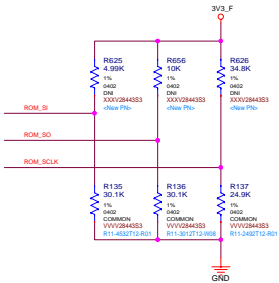 3V3_F
R625
4.99K
1%
0402
DNI
XXXV28443S3
<New PN>
R656
10K
1%
0402
DNI
XXXV28443S3
<New PN>
R626
34.8K
1%
0402
DNI
XXXV28443S3
<New PN>
ROM_SI
ROM_SO
ROM_SCLK
R135
30.1K
1%
0402
COMMON
VVVV28443S3
R11-4532T12-R01
R136
30.1K
1%
0402
COMMON
VVVV28443S3
R11-3012T12-W08
R137
24.9K
1%
0402
COMMON
VVVV28443S3
R11-2492T12-R01
GND